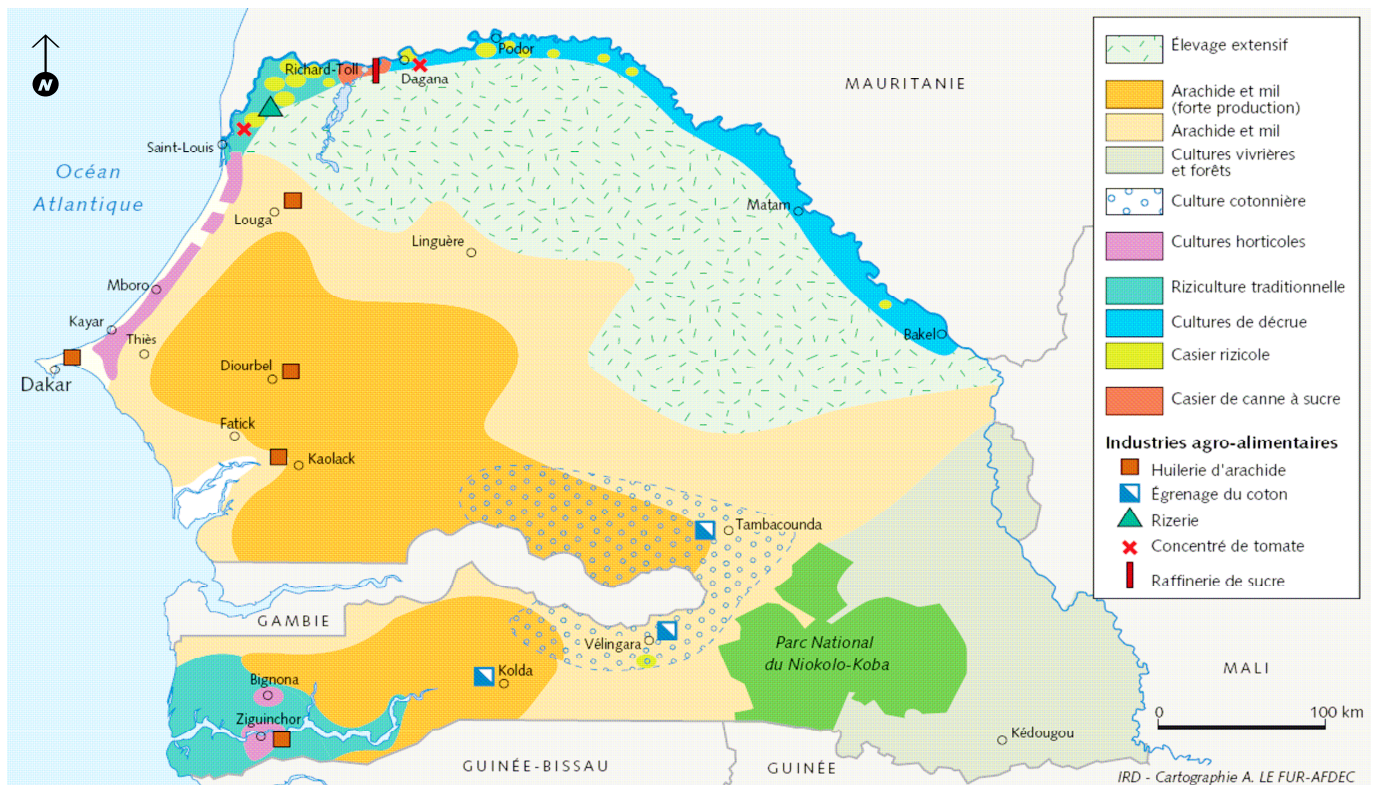 N
Podor
Richard-Toll
Dagana
MAURITANIE
Saint-Louis
Océan
Atlantique
Louga
Matam
Linguère
Mboro
Kayar
Thiès
Bakel
Diourbel
Dakar
Fatick
Kaolack
Tambacounda
GAMBIE
Vélingara
Parc National
du Niokolo-Koba
Kolda
Bignona
Ziguinchor
MALI
Kédougou
GUINÉE-BISSAU
GUINÉE
Élevage extensif
Arachide et mil
(forte production)
Arachide et mil
Cultures vivrières
et forêts
Culture cotonnière
Cultures horticoles
Riziculture traditionnelle
Cultures de décrue
Casier rizicole
Casier de canne à sucre
Industries agro-alimentaires
Huilerie d'arachide
Égrenage du coton
Rizerie
Concentré de tomate
Raffinerie de sucre
0 100 km
IRD - Cartographie A. LE FUR-AFDEC